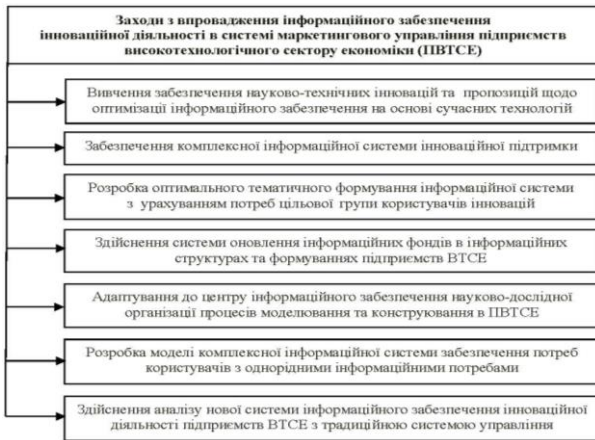 Заходи з впровадження інформаційного забезпечення
інноваційної діяльності в системі маркетингового управління підприємств
високотехнологічного сектору економіки (ПВТСЕ)
Вивчення забезпечення науково-технічних інновацій та пропозицій щодо
оптимізації інформаційного забезпечення на основі сучасних технологій
Забезпечення комплексної інформаційної системи інноваційної підтримки
Розробка оптимального тематичного формування інформаційної системи
з урахуванням потреб цільової групи користувачів інновацій
Здійснення системи оновлення інформаційних фондів в інформаційних
структурах та формуваннях підприємств ВТСЕ
Адаптування до центру інформаційного забезпечення науково-дослідної
організації процесів моделювання та конструювання в ПВТСЕ
Розробка моделі комплексної інформаційної системи забезпечення потреб
користувачів з однорідними інформаційними потребами
Здійснення аналізу нової системи інформаційного забезпечення інноваційної
діяльності підприємств ВТСЕ з традиційною системою управління